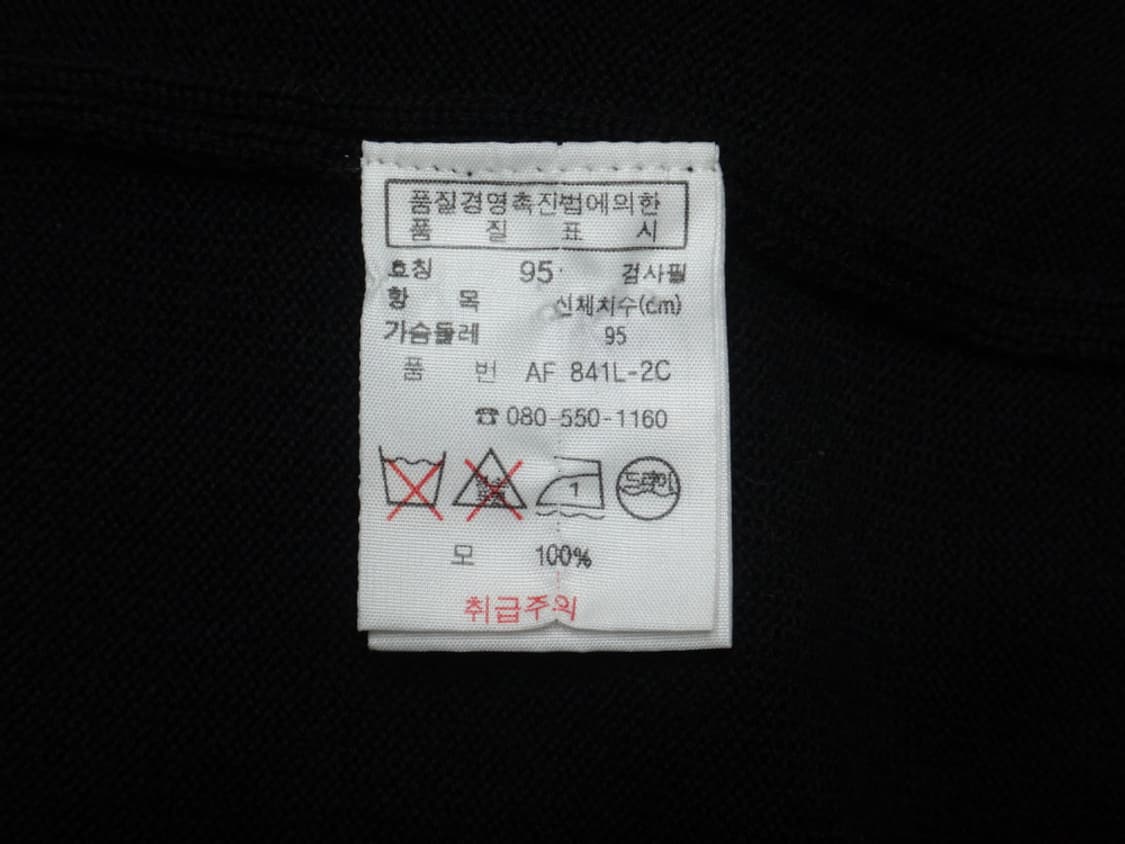 품질경영촉진법에의한
품 질 표 시
호칭 95 검사필
항 목 신체치수(cm)
가슴둘레 95
품 번 AF 841L-2C
☎ 080-550-1160
1 드라이
모 100%
취급주의